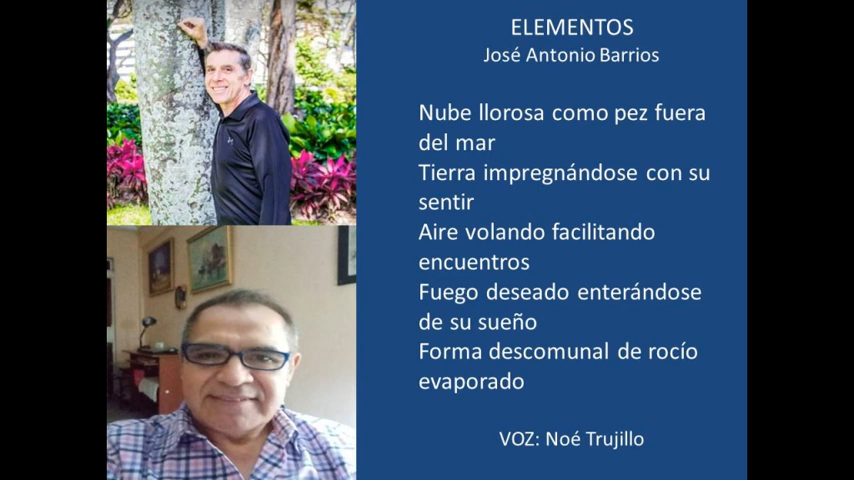 ELEMENTOS
José Antonio Barrios
Nube llorosa como pez fuera
del mar
Tierra impregnándose con su
sentir
Aire volando facilitando
encuentros
Fuego deseado enterándose
de su sueño
Forma descomunal de rocío
evaporado
VOZ: Noé Trujillo